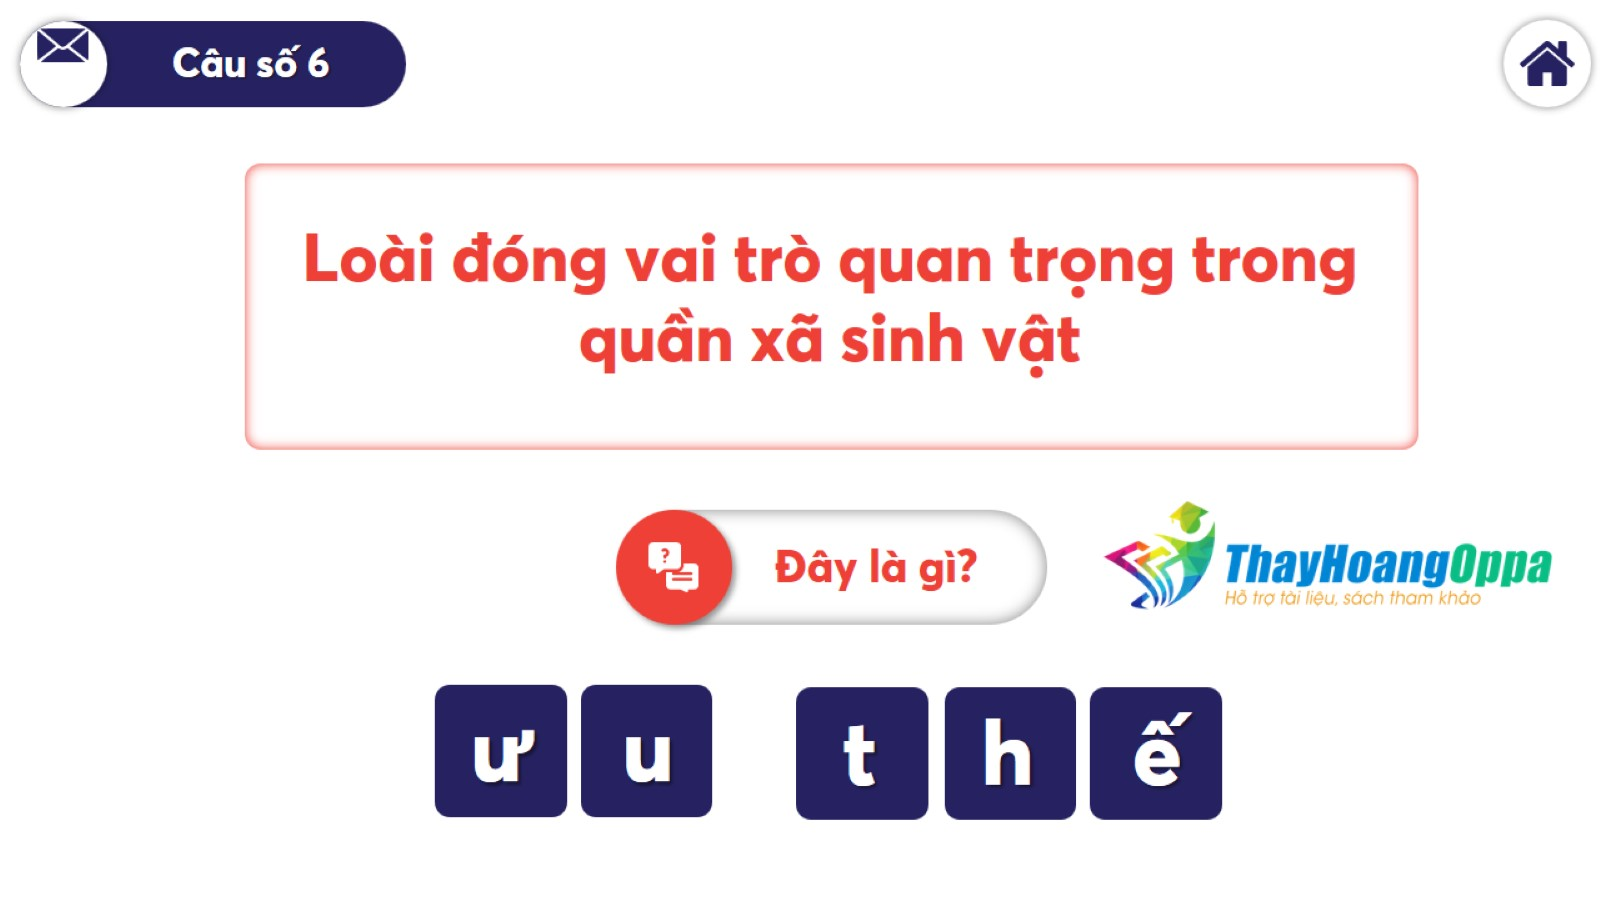 Câu số 6
Loài đóng vai trò quan trọng trong
quần xã sinh vật
?
Đây là gì?
ThayHoangOppa
Hỗ trợ tài liệu, sách tham khảo
ư u t h ế